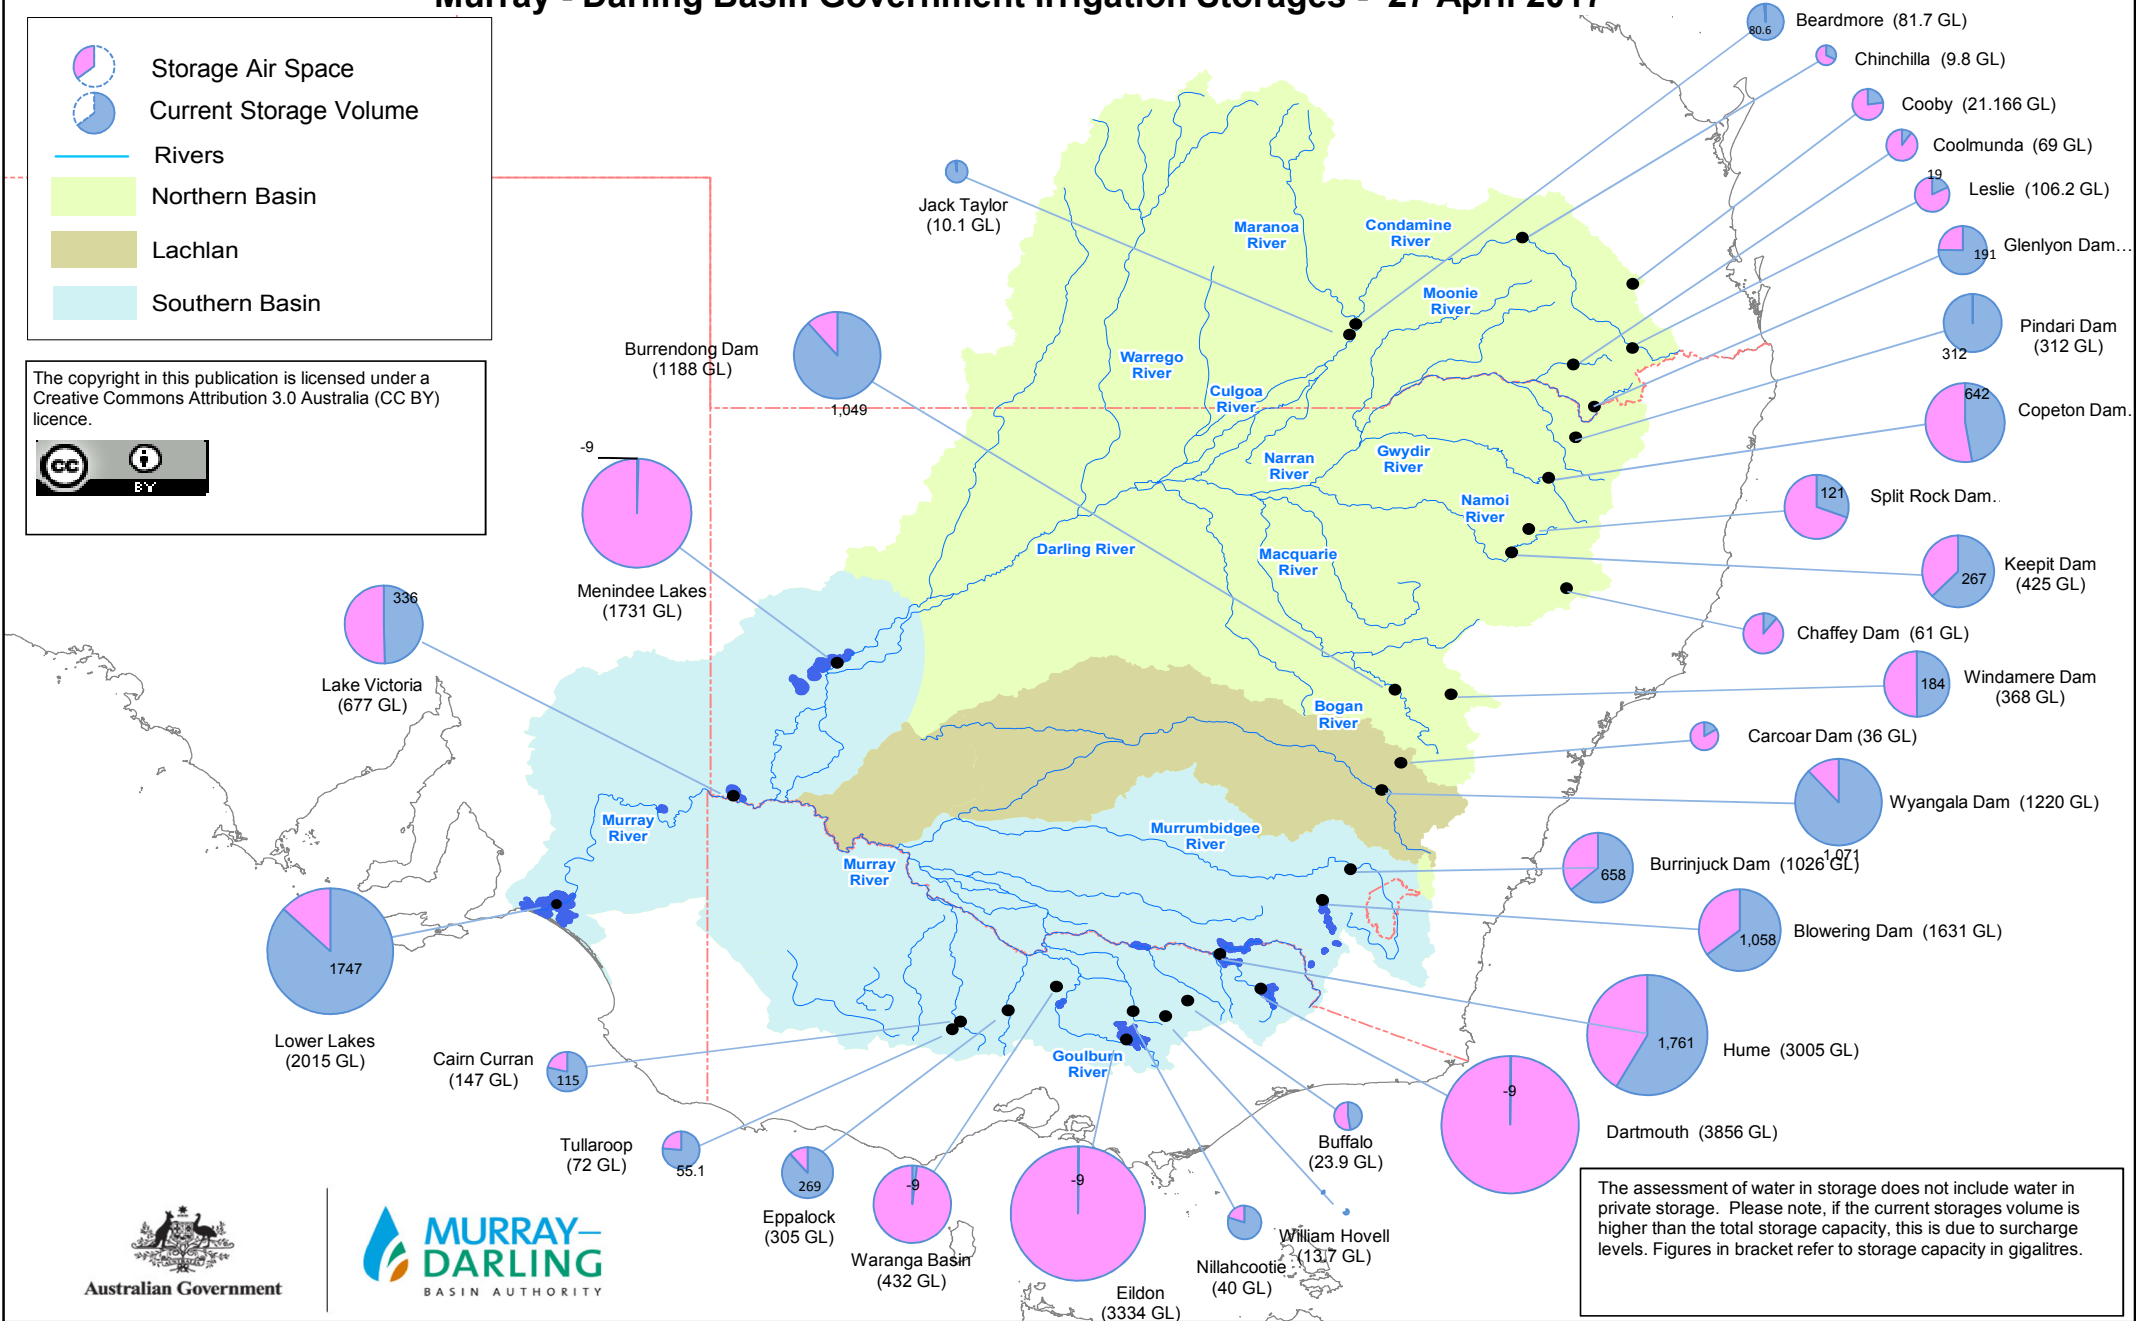 Murray - Darling Basin Government Irrigation Storages - 27 April 2017
Storage Air Space
Current Storage Volume
Rivers
Northern Basin
Lachlan
Southern Basin
The copyright in this publication is licensed under a
Creative Commons Attribution 3.0 Australia (CC BY)
licence.
cc
BY
80.6
Beardmore (81.7 GL)
Chinchilla (9.8 GL)
Cooby (21.166 GL)
Coolmunda (69 GL)
19
Leslie (106.2 GL)
191
Glenlyon Dam...
312
Pindari Dam
(312 GL)
642
Copeton Dam.
121
Split Rock Dam..
267
Keepit Dam
(425 GL)
Chaffey Dam (61 GL)
184
Windamere Dam
(368 GL)
Carcoar Dam (36 GL)
Wyangala Dam (1220 GL)
1,071
658
Burrinjuck Dam (1026 GL)
1,058
Blowering Dam (1631 GL)
1,761
Hume (3005 GL)
-9
Dartmouth (3856 GL)
Jack Taylor
(10.1 GL)
Burrendong Dam
(1188 GL)
1,049
-9
Menindee Lakes
(1731 GL)
336
Lake Victoria
(677 GL)
1747
Lower Lakes
(2015 GL)
Cairn Curran
(147 GL)
115
Tullaroop
(72 GL)
55.1
269
Eppalock
(305 GL)
-9
Waranga Basin
(432 GL)
-9
Eildon
(3334 GL)
Nillahcootie
(40 GL)
William Hovell
(13.7 GL)
Buffalo
(23.9 GL)
Maranoa
River
Condamine
River
Moonie
River
Warrego
River
Culgoa
River
Narran
River
Gwydir
River
Namoi
River
Darling River
Macquarie
River
Bogan
River
Murray
River
Murray
River
Murrumbidgee
River
Goulburn
River
Australian Government
MURRAY–
DARLING
BASIN AUTHORITY
The assessment of water in storage does not include water in
private storage. Please note, if the current storages volume is
higher than the total storage capacity, this is due to surcharge
levels. Figures in bracket refer to storage capacity in gigalitres.